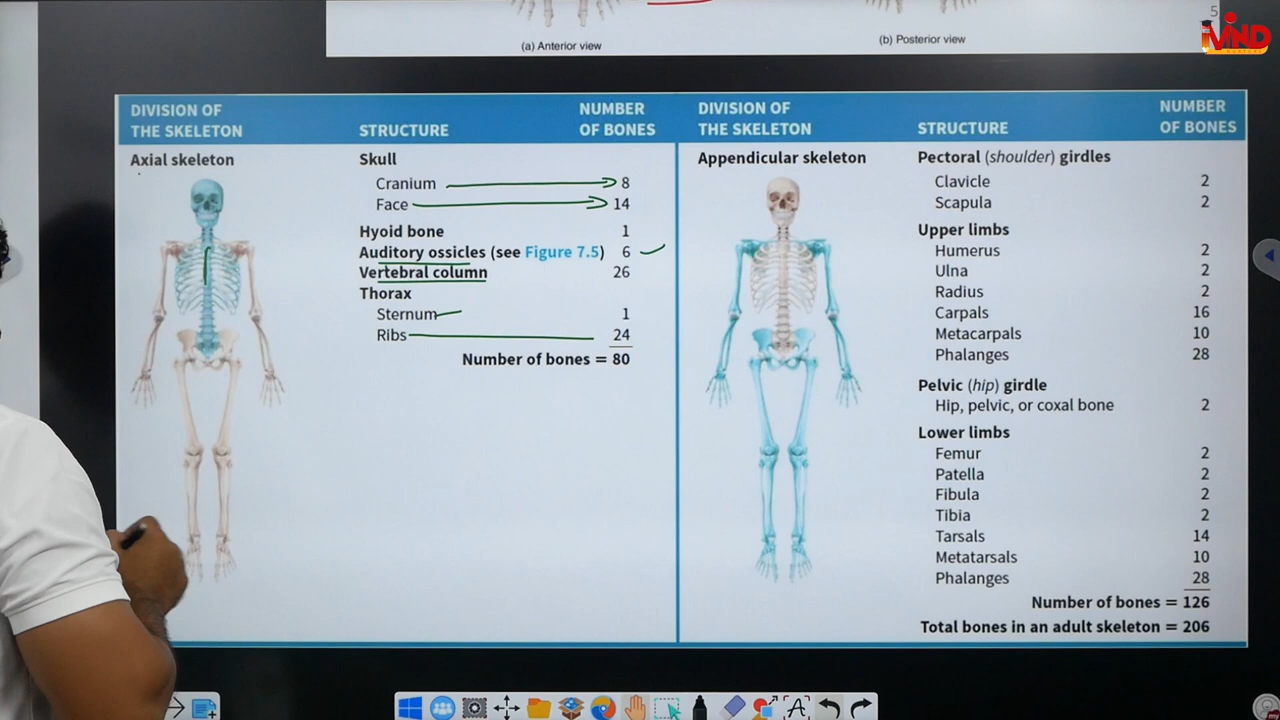 (a) Anterior view
(b) Posterior view
5
iVIND
DIVISION OF THE SKELETON STRUCTURE NUMBER OF BONES
Axial skeleton
Skull
Cranium 8
Face 14
Hyoid bone 1
Auditory ossicles (see Figure 7.5) 6
Vertebral column 26
Thorax
Sternum 1
Ribs 24
Number of bones = 80
DIVISION OF THE SKELETON STRUCTURE NUMBER OF BONES
Appendicular skeleton
Pectoral (shoulder) girdles
Clavicle 2
Scapula 2
Upper limbs
Humerus 2
Ulna 2
Radius 2
Carpals 16
Metacarpals 10
Phalanges 28
Pelvic (hip) girdle
Hip, pelvic, or coxal bone 2
Lower limbs
Femur 2
Patella 2
Fibula 2
Tibia 2
Tarsals 14
Metatarsals 10
Phalanges 28
Number of bones = 126
Total bones in an adult skeleton = 206